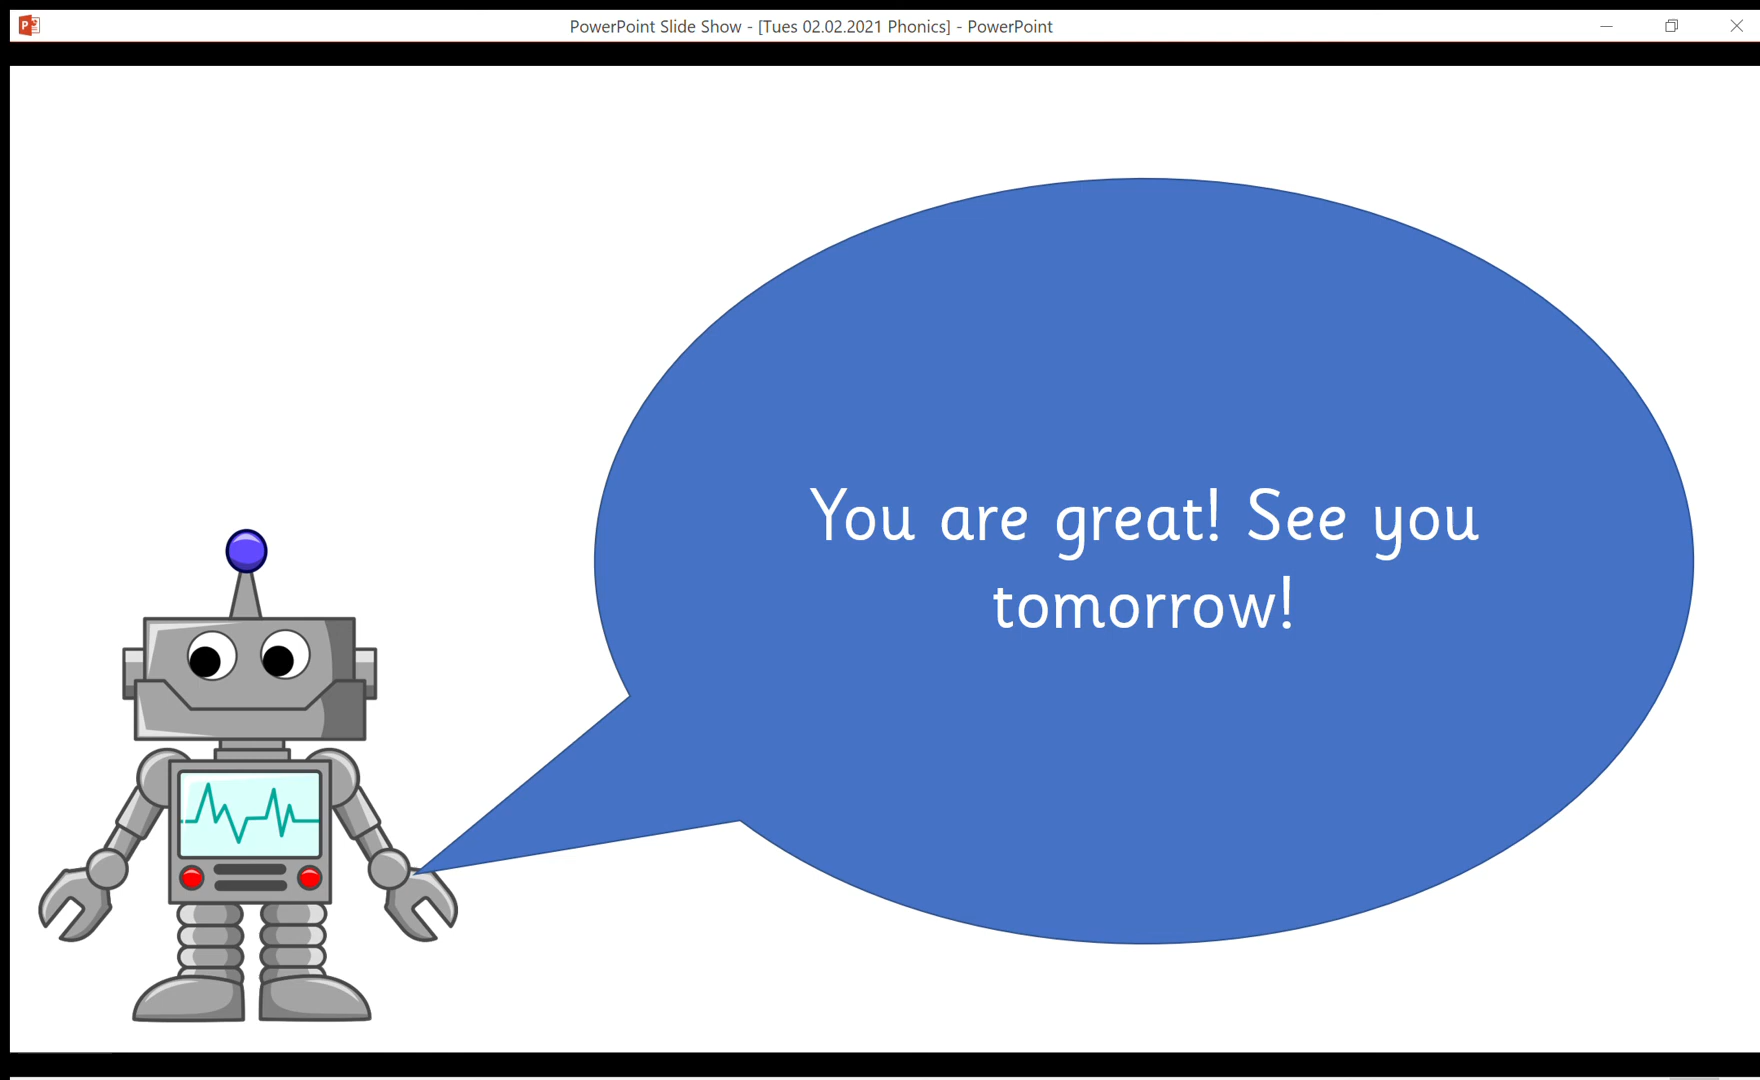 PowerPoint Slide Show - [Tues 02.02.2021 Phonics] - PowerPoint
You are great! See you
tomorrow!